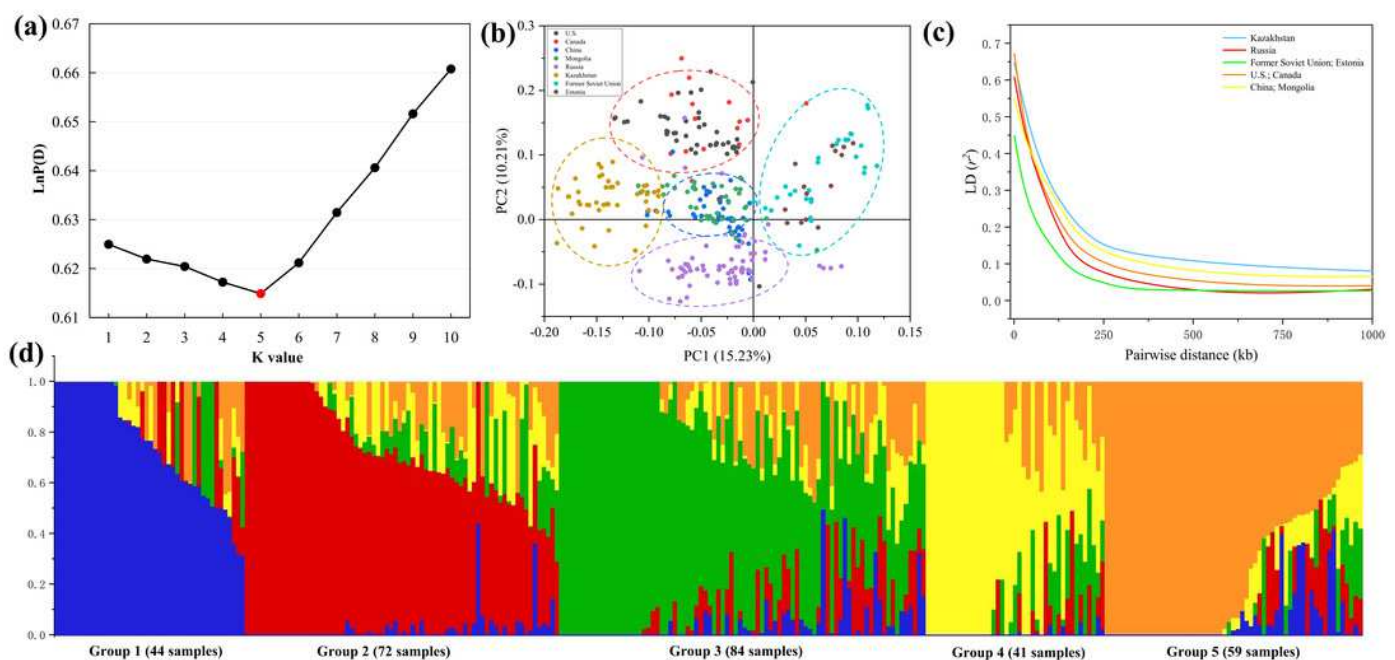 (a)
0.67
0.66
0.65
0.64
0.63
0.62
0.61
LnP(D)
1 2 3 4 5 6 7 8 9 10
K value
(b)
0.3
0.2
0.1
0.0
-0.1
PC2 (10.21%)
U.S.
Canada
China
Mongolia
Russia
Kazakhstan
Former Soviet Union
Estonia
-0.20 -0.15 -0.10 -0.05 0.00 0.05 0.10 0.15
PC1 (15.23%)
(c)
0.7
0.6
0.5
0.4
0.3
0.2
0.1
0.0
LD (r²)
Kazakhstan
Russia
Former Soviet Union; Estonia
U.S.; Canada
China; Mongolia
0 250 500 750 1000
Pairwise distance (kb)
(d)
1.0
0.8
0.6
0.4
0.2
0.0
Group 1 (44 samples) Group 2 (72 samples) Group 3 (84 samples) Group 4 (41 samples) Group 5 (59 samples)